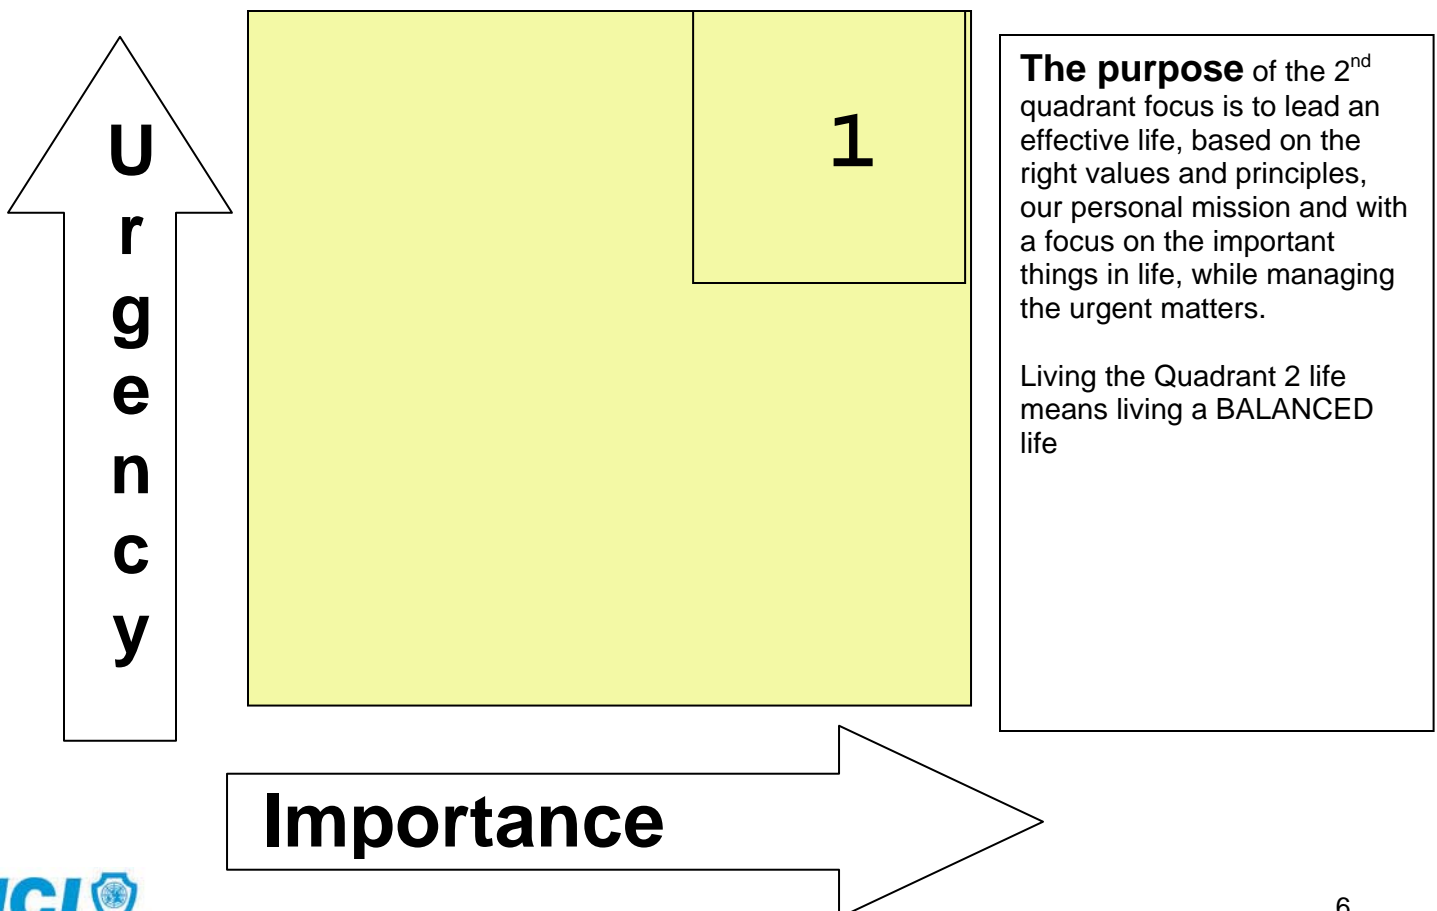 Urgency
1
The purpose of the 2nd
quadrant focus is to lead an
effective life, based on the
right values and principles,
our personal mission and with
a focus on the important
things in life, while managing
the urgent matters.
Living the Quadrant 2 life
means living a BALANCED
life
Importance
6